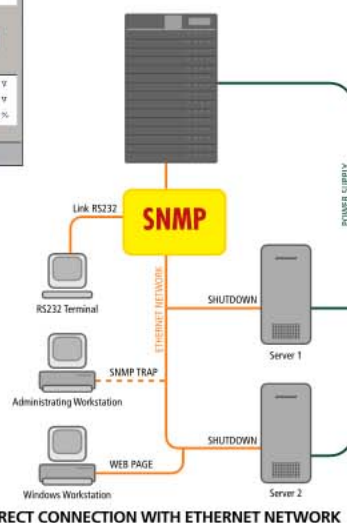 V
V
%
POWER SUPPLY
Link RS232
SNMP
ETHERNET NETWORK
RS232 Terminal
SHUTDOWN
Server 1
SNMP TRAP
Administrating Workstation
SHUTDOWN
WEB PAGE
Windows Workstation
Server 2
RECT CONNECTION WITH ETHERNET NETWORK